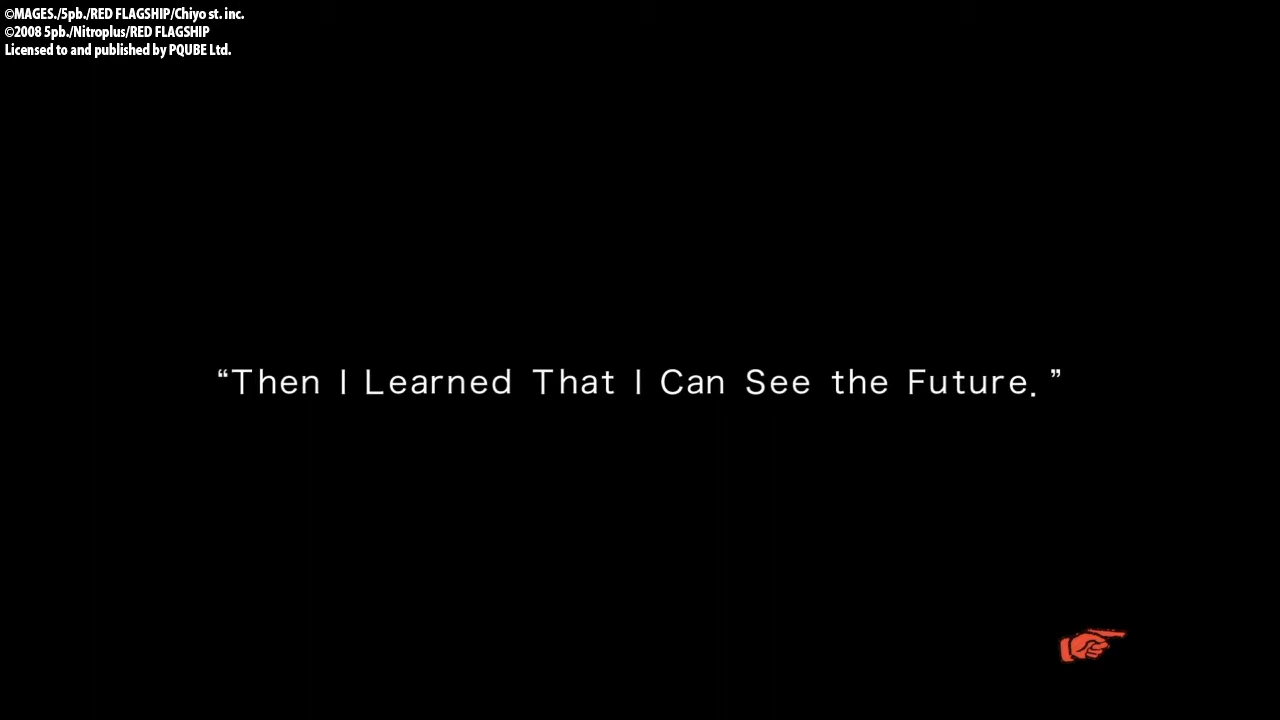 ©MAGES./5pb./RED FLAGSHIP/Chiyo st. inc.
©2008 5pb./Nitroplus/RED FLAGSHIP
Licensed to and published by PQUBE Ltd.
“Then I Learned That I Can See the Future.”